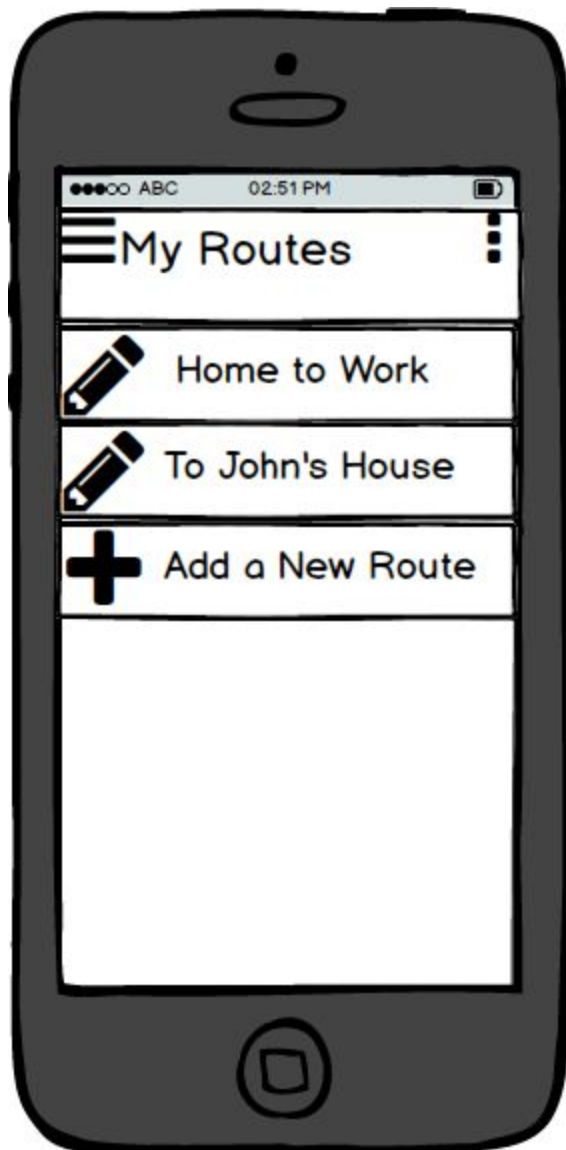 ABC 02:51 PM
My Routes
Home to Work
To John's House
Add a New Route